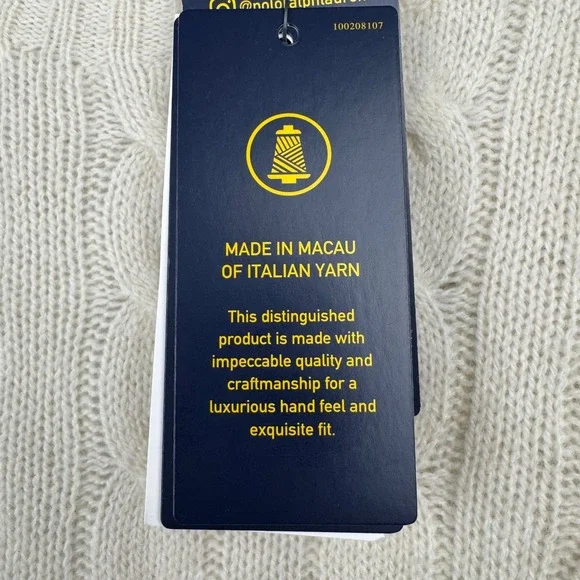 @poloralphlauren
100208107
MADE IN MACAU
OF ITALIAN YARN
This distinguished
product is made with
impeccable quality and
craftmanship for a
luxurious hand feel and
exquisite fit.